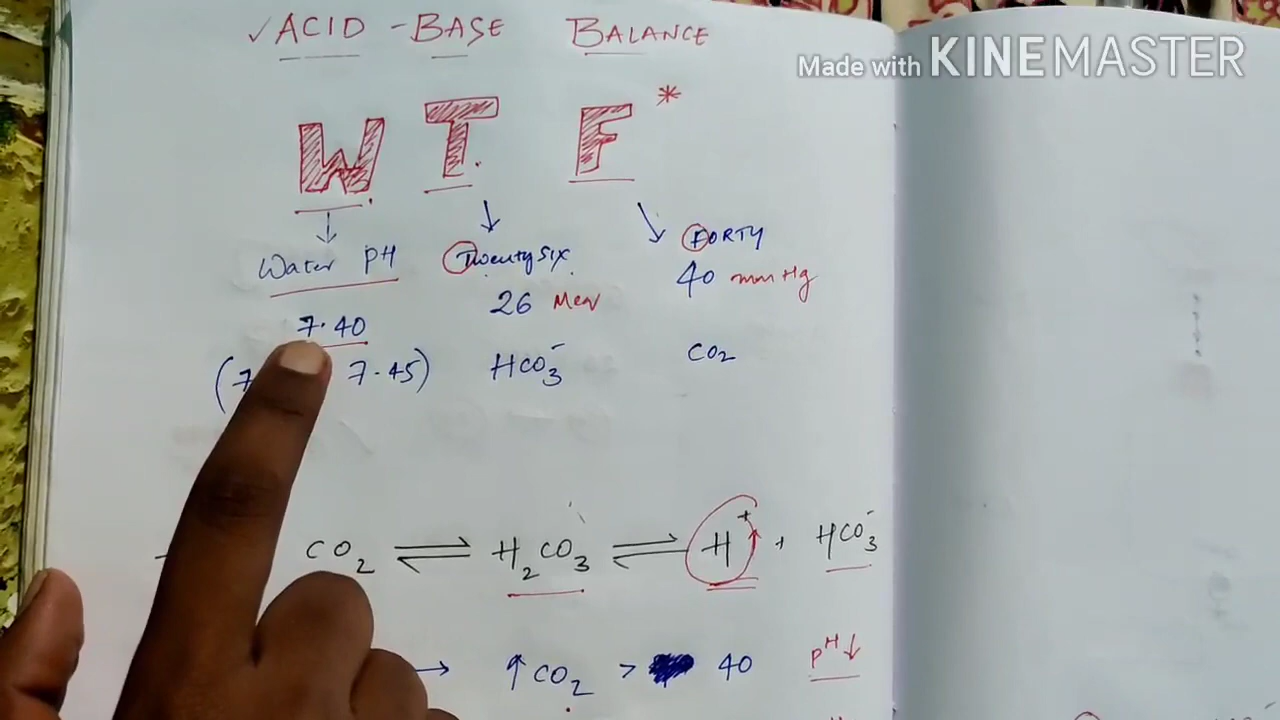 ✓ACID - BASE BALANCE
Made with KINEMASTER
W T. F *
↓ ↓ ↘
Water PH Twenty six FORTY
26 Meq 40 mmHg
7.40
(7 7.45) HCO₃⁻ CO₂
CO₂ ⇌ H₂CO₃ ⇌ H⁺ ↑ + HCO₃⁻
→ ↑CO₂ > 40 pH↓